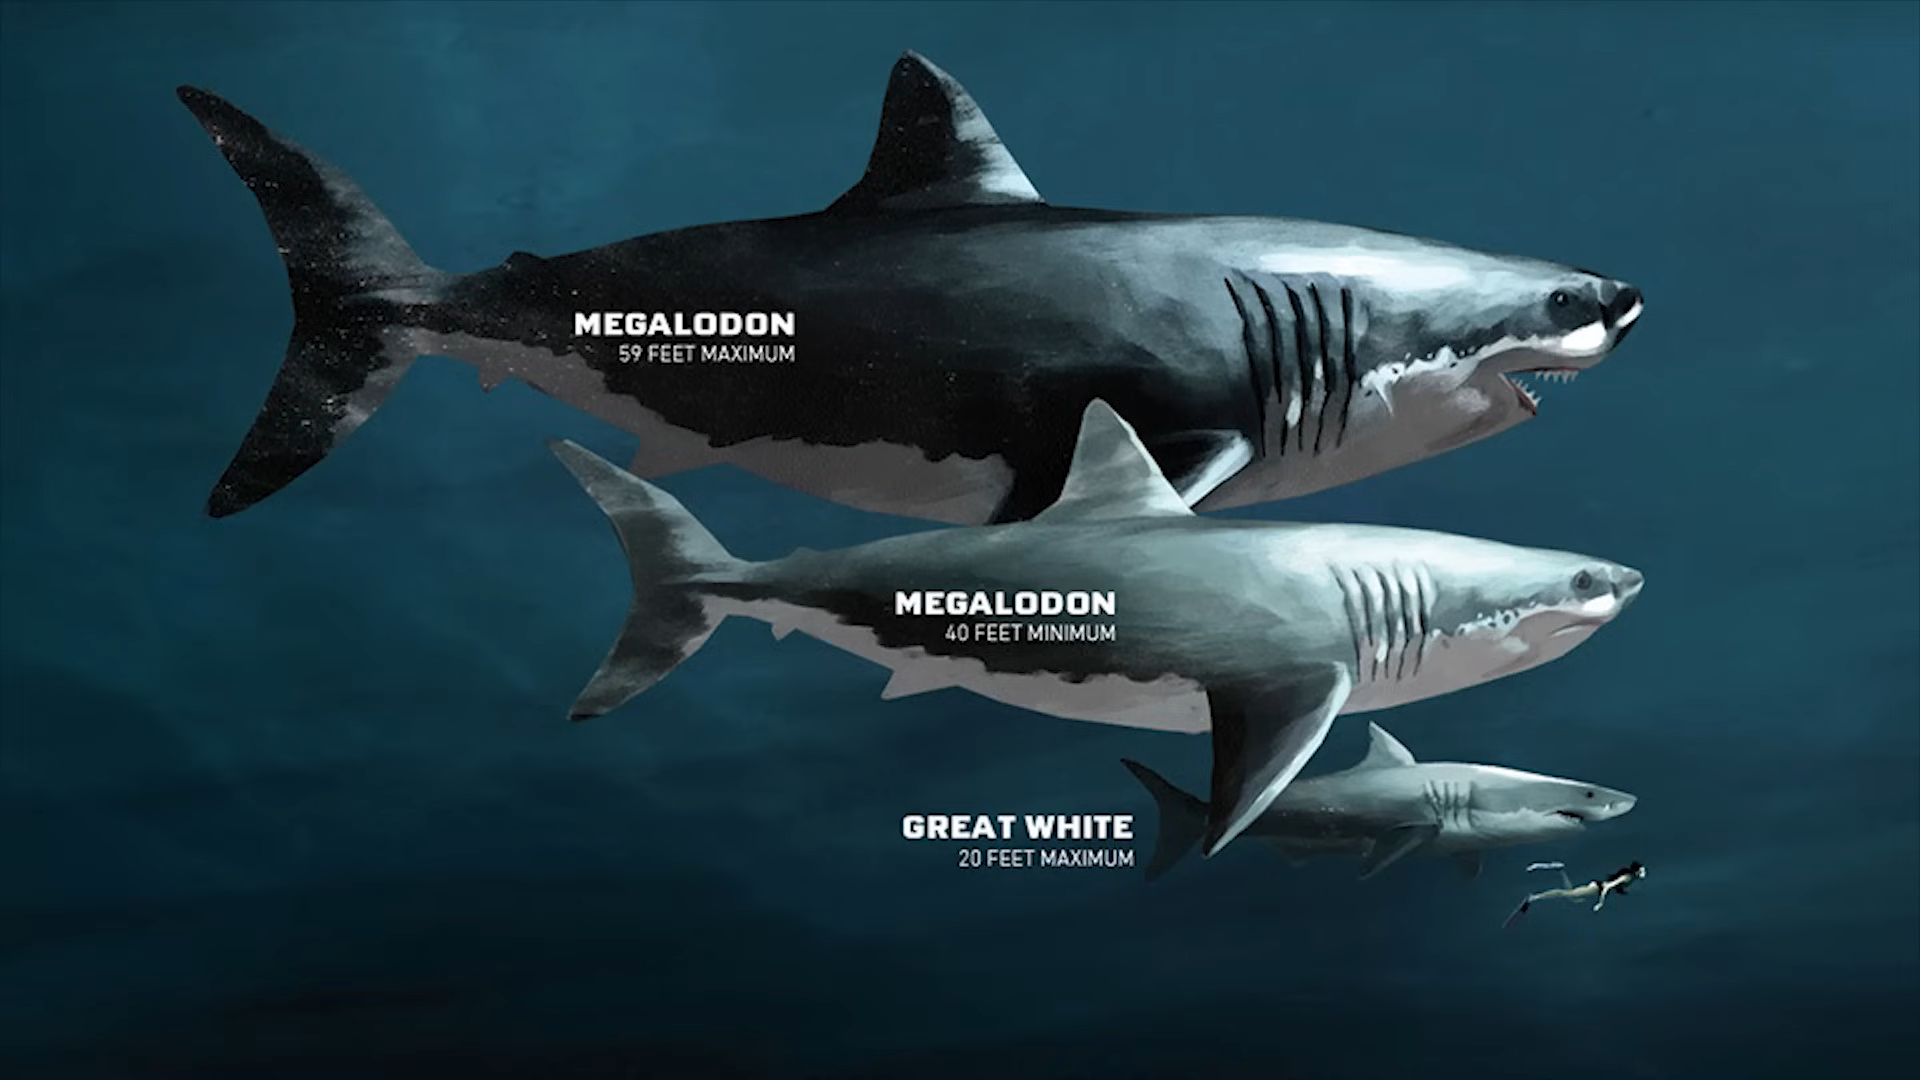 MEGALODON
59 FEET MAXIMUM
MEGALODON
40 FEET MINIMUM
GREAT WHITE
20 FEET MAXIMUM